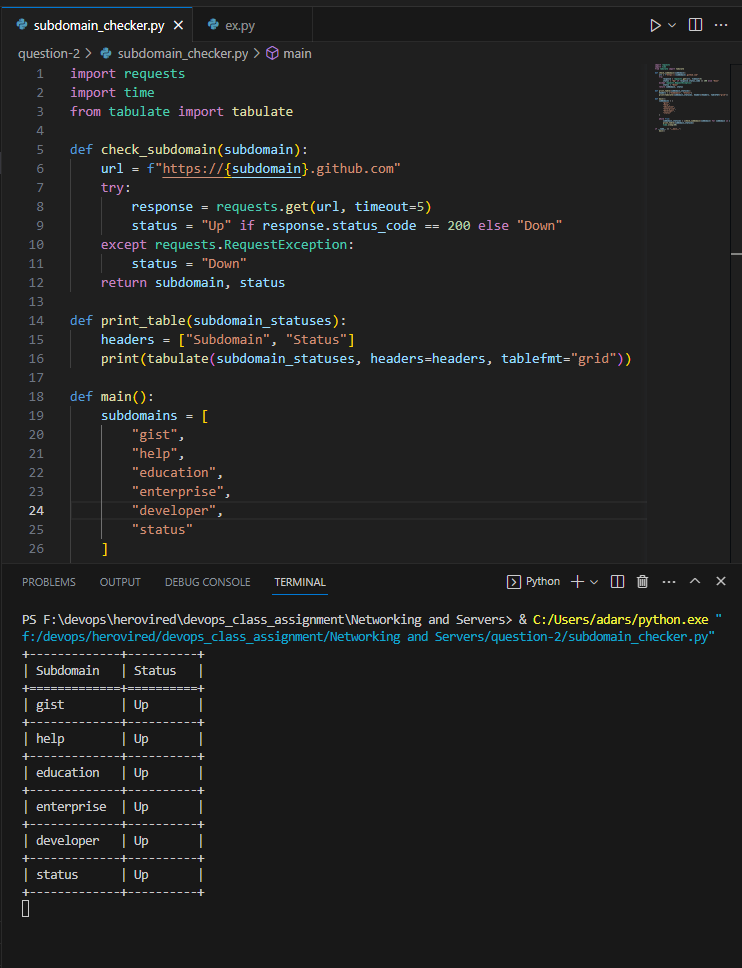 subdomain_checker.py
ex.py
question-2 > subdomain_checker.py > main
1 import requests
2 import time
3 from tabulate import tabulate
4
5 def check_subdomain(subdomain):
6     url = f"https://{subdomain}.github.com"
7     try:
8         response = requests.get(url, timeout=5)
9         status = "Up" if response.status_code == 200 else "Down"
10     except requests.RequestException:
11         status = "Down"
12     return subdomain, status
13
14 def print_table(subdomain_statuses):
15     headers = ["Subdomain", "Status"]
16     print(tabulate(subdomain_statuses, headers=headers, tablefmt="grid"))
17
18 def main():
19     subdomains = [
20         "gist",
21         "help",
22         "education",
23         "enterprise",
24         "developer",
25         "status"
26     ]
PROBLEMS OUTPUT DEBUG CONSOLE TERMINAL Python
PS F:\devops\herovired\devops_class_assignment\Networking and Servers> & C:/Users/adars/python.exe "
f:/devops/herovired/devops_class_assignment/Networking and Servers/question-2/subdomain_checker.py"
+-------------+----------+
| Subdomain   | Status   |
+=============+==========+
| gist        | Up       |
+-------------+----------+
| help        | Up       |
+-------------+----------+
| education   | Up       |
+-------------+----------+
| enterprise  | Up       |
+-------------+----------+
| developer   | Up       |
+-------------+----------+
| status      | Up       |
+-------------+----------+